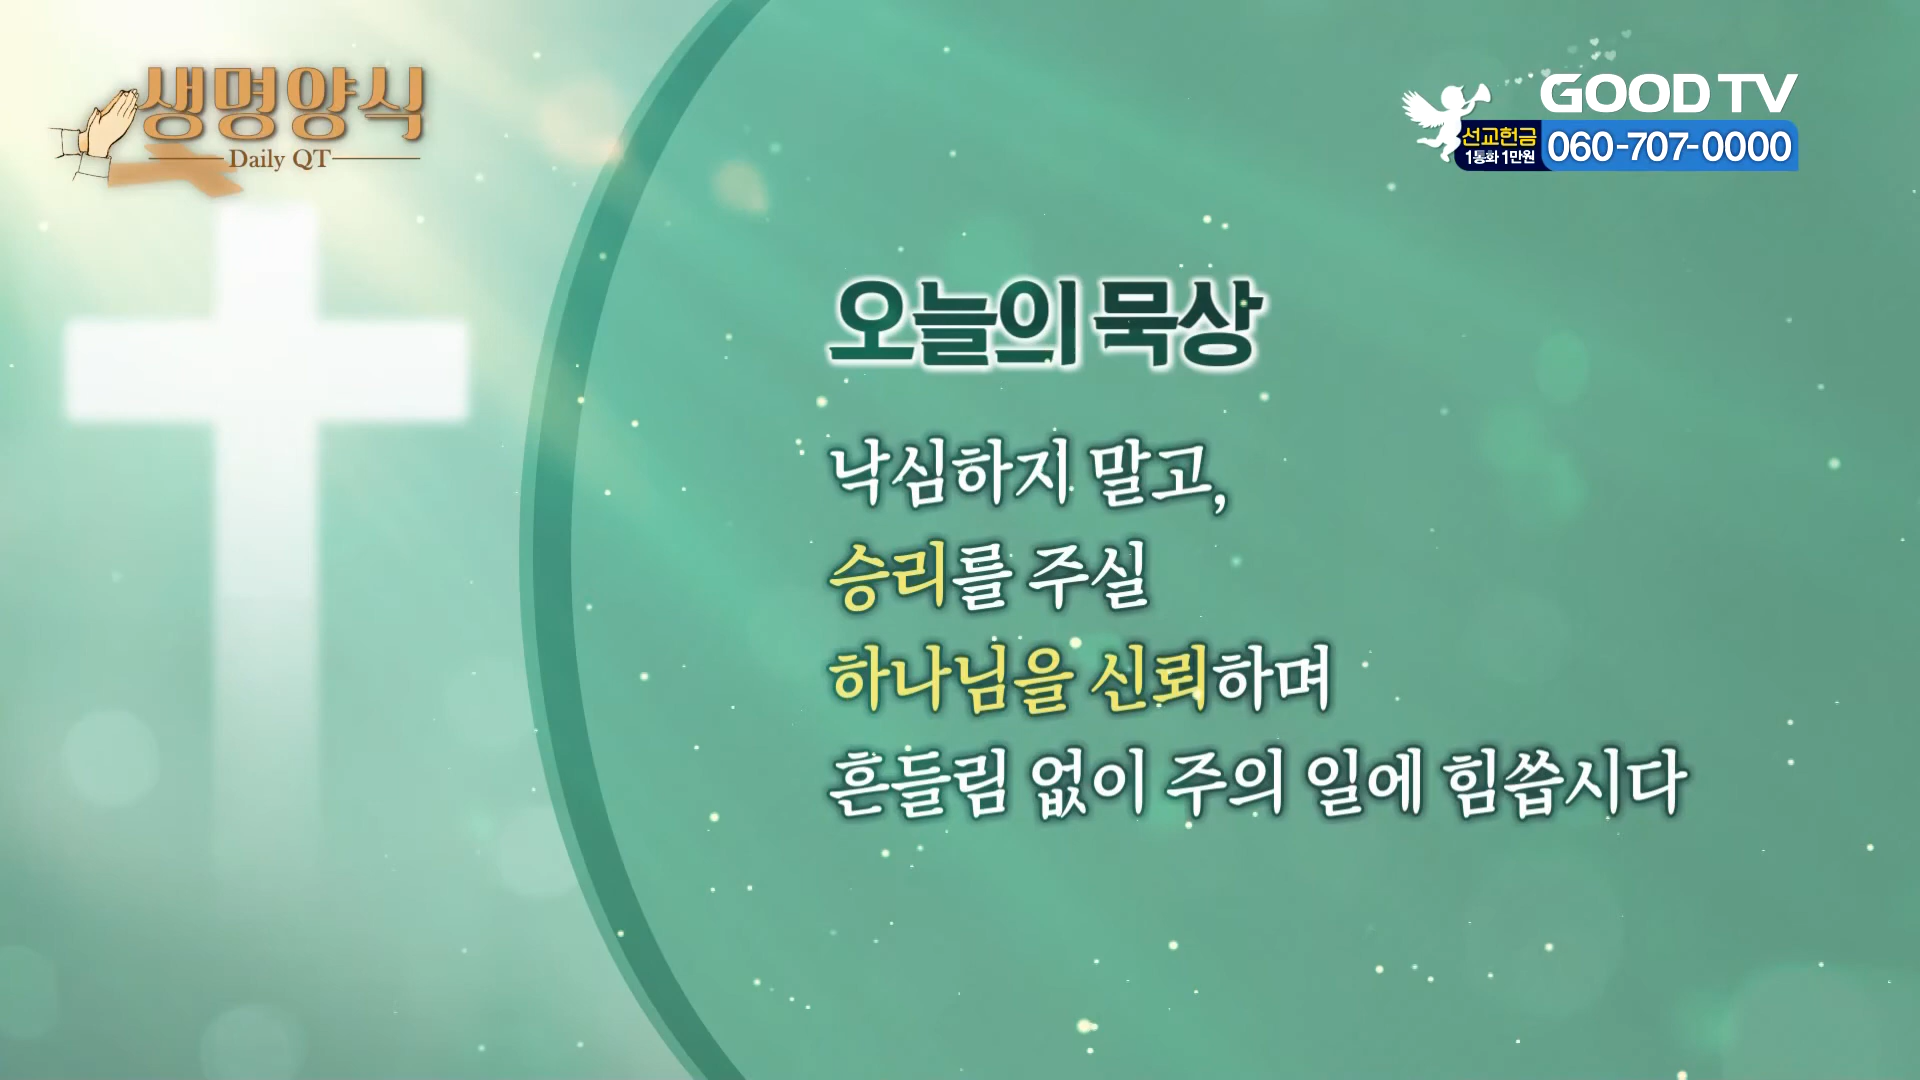 생명양식
Daily QT
GOODTV
선교헌금
1통화 1만원
060-707-0000
오늘의 묵상
낙심하지 말고,
승리를 주실
하나님을 신뢰하며
흔들림 없이 주의 일에 힘씁시다